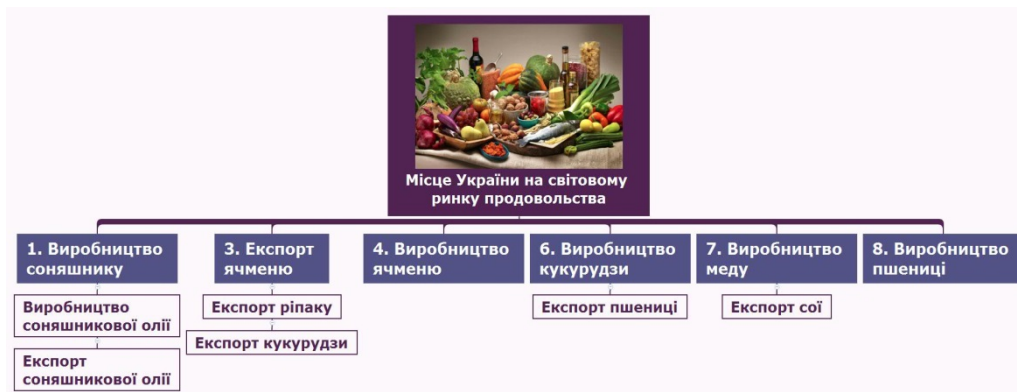 Місце України на світовому
ринку продовольства
1. Виробництво
соняшнику
Виробництво
соняшникової олії
Експорт
соняшникової олії
3. Експорт
ячменю
Експорт ріпаку
Експорт кукурудзи
4. Виробництво
ячменю
6. Виробництво
кукурудзи
Експорт пшениці
7. Виробництво
меду
Експорт сої
8. Виробництво
пшениці